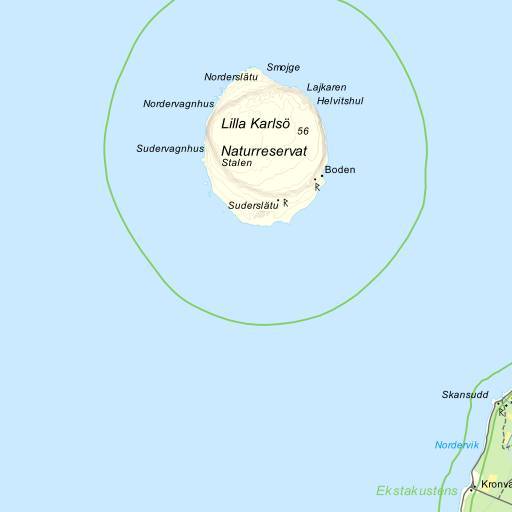 Smojge
Norderslätu
Lajkaren
Helvitshul
Nordervagnhus
Lilla Karlsö
56
Sudervagnhus
Naturreservat
Stalen
Boden
R
Suderslätu
R
Skansudd
R
Nordervik
Kronvä
Ekstakustens